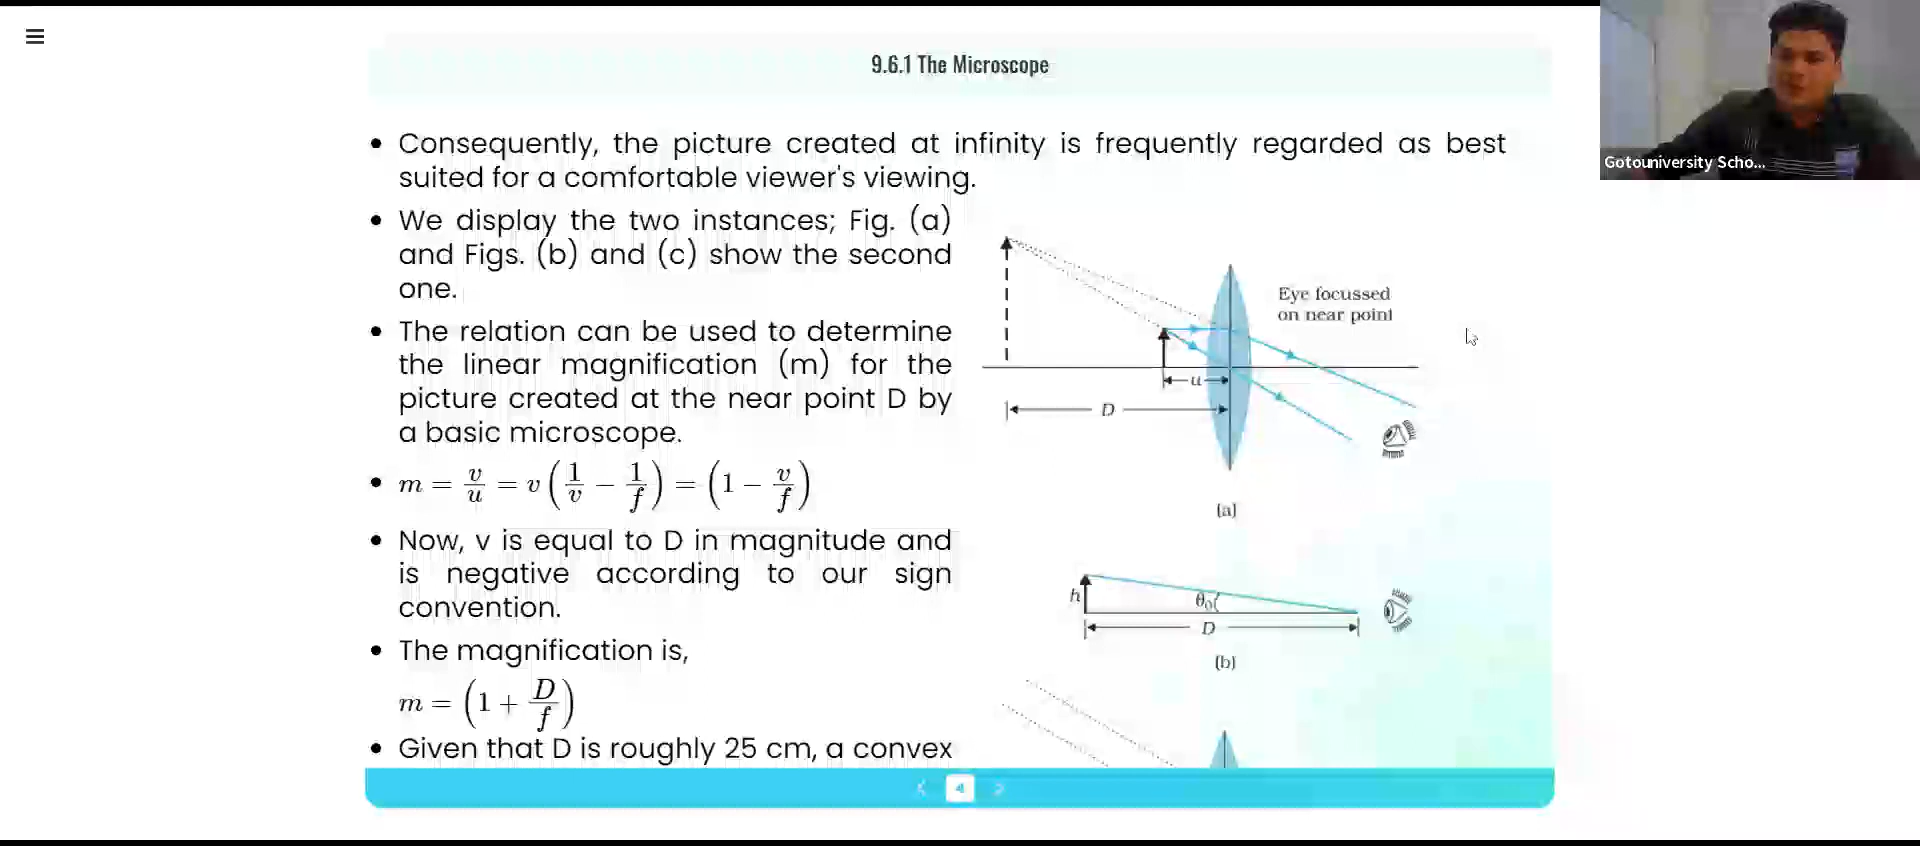 9.6.1 The Microscope
Gotouniversity Scho...
• Consequently, the picture created at infinity is frequently regarded as best
suited for a comfortable viewer's viewing.
• We display the two instances; Fig. (a)
and Figs. (b) and (c) show the second
one.
• The relation can be used to determine
the linear magnification (m) for the
picture created at the near point D by
a basic microscope.
• m = v/u = v(1/v − 1/f) = (1 − v/f)
• Now, v is equal to D in magnitude and
is negative according to our sign
convention.
• The magnification is,
m = (1 + D/f)
• Given that D is roughly 25 cm, a convex
Eye focussed
on near point
u
D
(a)
h
θ₀
D
(b)
4